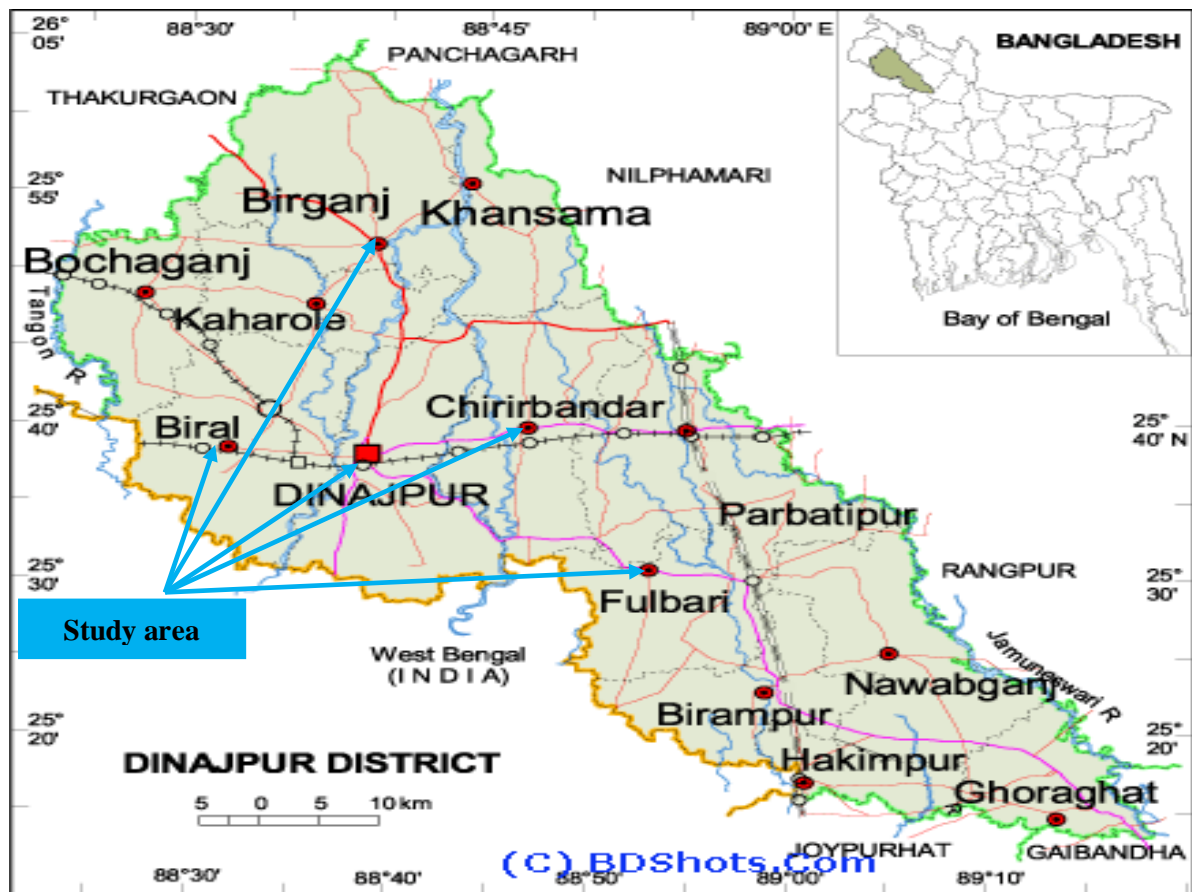 26°
05'
88°30'
88°45'
89°00' E
PANCHAGARH
BANGLADESH
THAKURGAON
NILPHAMARI
25°
55'
Birganj
Khansama
Bochaganj
Tangon
R
Kaharole
Bay of Bengal
25°
40'
Biral
Chirirbandar
25°
40' N
DINAJPUR
Parbatipur
25°
30'
RANGPUR
25°
30'
Study area
Fulbari
West Bengal
(I N D I A)
Jamuneswari R
Nawabganj
25°
20'
Birampur
25°
20'
DINAJPUR DISTRICT
Hakimpur
Ghoraghat
5 0 5 10 km
R
JOYPURHAT
GAIBANDHA
(C) BDShots.Com
88°30'
88°40'
88°50'
89°00'
89°10'